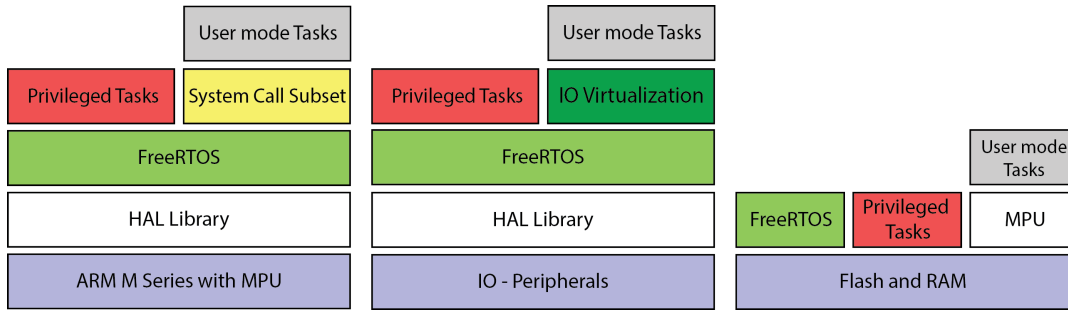 User mode Tasks
Privileged Tasks
System Call Subset
FreeRTOS
HAL Library
ARM M Series with MPU
User mode Tasks
Privileged Tasks
IO Virtualization
FreeRTOS
HAL Library
IO - Peripherals
User mode
Tasks
FreeRTOS
Privileged
Tasks
MPU
Flash and RAM